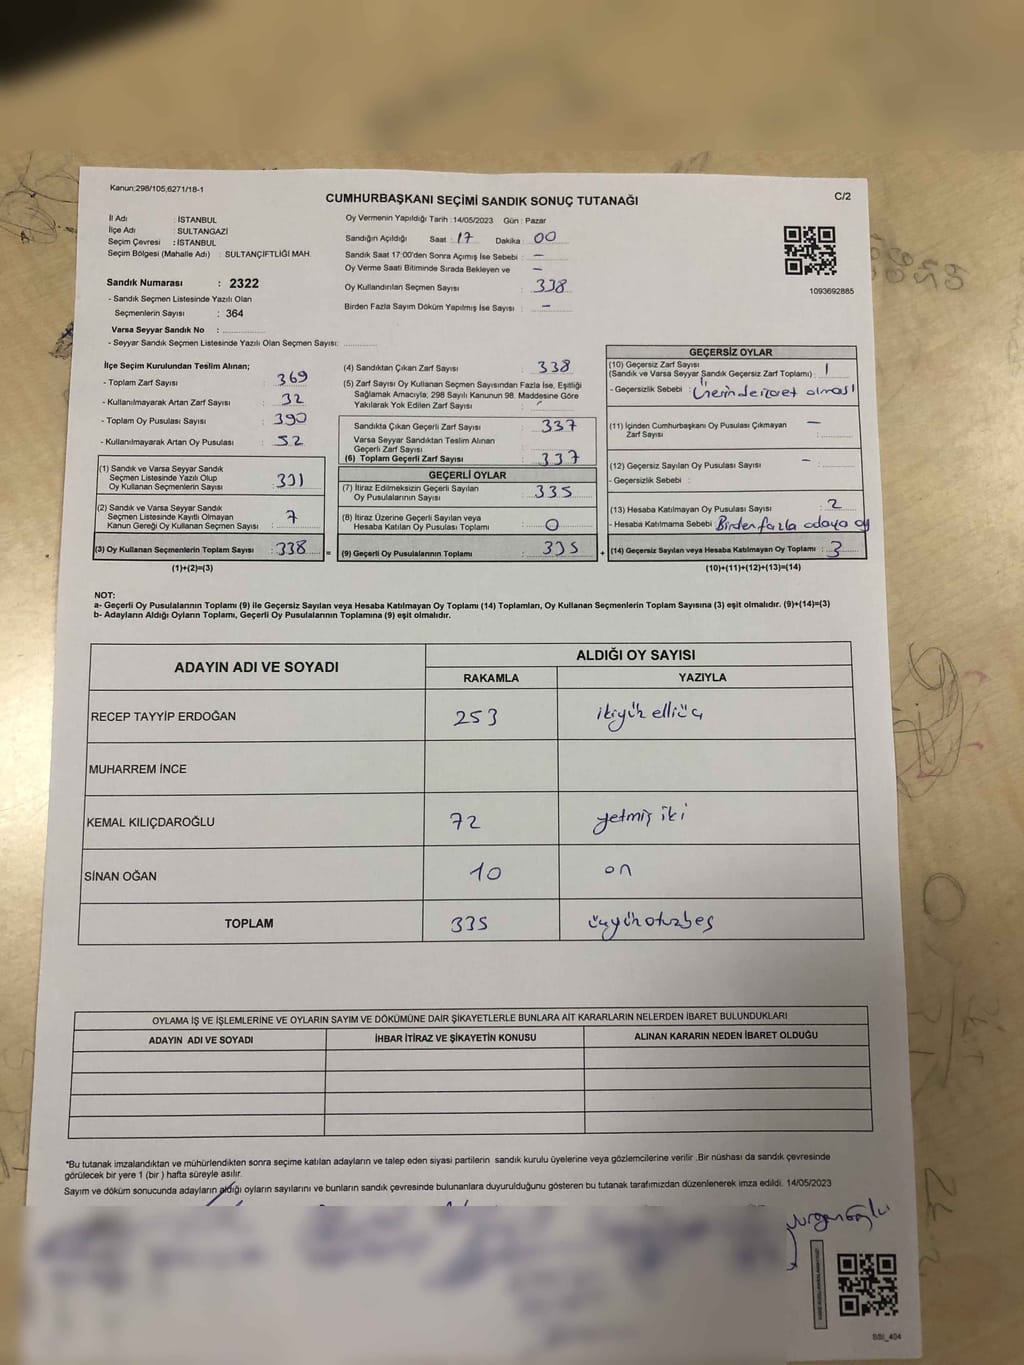 Kanun;298/105;6271/18-1
C/2
CUMHURBAŞKANI SEÇİMİ SANDIK SONUÇ TUTANAĞI
İl Adı : İSTANBUL
İlçe Adı : SULTANGAZİ
Seçim Çevresi : İSTANBUL
Seçim Bölgesi (Mahalle Adı) : SULTANÇİFTLİĞİ MAH.
Sandık Numarası : 2322
- Sandık Seçmen Listesinde Yazılı Olan
Seçmenlerin Sayısı : 364
Varsa Seyyar Sandık No :
- Seyyar Sandık Seçmen Listesinde Yazılı Olan Seçmen Sayısı:
Oy Vermenin Yapıldığı Tarih :14/05/2023 Gün : Pazar
Sandığın Açıldığı Saat : 17 Dakika : 00
Sandık Saat 17:00'den Sonra Açımış İse Sebebi : -
Oy Verme Saati Bitiminde Sırada Bekleyen ve -
Oy Kullandırılan Seçmen Sayısı : 338
Birden Fazla Sayım Döküm Yapılmış İse Sayısı : -
1093692885
İlçe Seçim Kurulundan Teslim Alınan;
- Toplam Zarf Sayısı : 369
- Kullanılmayarak Artan Zarf Sayısı : 32
- Toplam Oy Pusulası Sayısı : 390
- Kullanılmayarak Artan Oy Pusulası : 52
(1) Sandık ve Varsa Seyyar Sandık
Seçmen Listesinde Yazılı Olup
Oy Kullanan Seçmenlerin Sayısı : 331
(2) Sandık ve Varsa Seyyar Sandık
Seçmen Listesinde Kayıtlı Olmayan
Kanun Gereği Oy Kullanan Seçmen Sayısı : 7
(3) Oy Kullanan Seçmenlerin Toplam Sayısı : 338
(1)+(2)=(3)
(4) Sandıktan Çıkan Zarf Sayısı : 338
(5) Zarf Sayısı Oy Kullanan Seçmen Sayısından Fazla İse, Eşitliği
Sağlamak Amacıyla; 298 Sayılı Kanunun 98. Maddesine Göre
Yakılarak Yok Edilen Zarf Sayısı :
Sandıkta Çıkan Geçerli Zarf Sayısı : 337
Varsa Seyyar Sandıktan Teslim Alınan
Geçerli Zarf Sayısı :
(6) Toplam Geçerli Zarf Sayısı : 337
GEÇERLİ OYLAR
(7) İtiraz Edilmeksizin Geçerli Sayılan
Oy Pusulalarının Sayısı : 335
(8) İtiraz Üzerine Geçerli Sayılan veya
Hesaba Katılan Oy Pusulası Toplamı : 0
= (9) Geçerli Oy Pusulalarının Toplamı : 335 +
GEÇERSİZ OYLAR
(10) Geçersiz Zarf Sayısı
(Sandık ve Varsa Seyyar Sandık Geçersiz Zarf Toplamı) : 1
- Geçersizlik Sebebi : Üzerinde işaret olması
(11) İçinden Cumhurbaşkanı Oy Pusulası Çıkmayan -
Zarf Sayısı :
(12) Geçersiz Sayılan Oy Pusulası Sayısı : -
- Geçersizlik Sebebi :
(13) Hesaba Katılmayan Oy Pusulası Sayısı : 2
- Hesaba Katılmama Sebebi : Birden fazla adaya oy
(14) Geçersiz Sayılan veya Hesaba Katılmayan Oy Toplamı : 3
(10)+(11)+(12)+(13)=(14)
NOT:
a- Geçerli Oy Pusulalarının Toplamı (9) ile Geçersiz Sayılan veya Hesaba Katılmayan Oy Toplamı (14) Toplamları, Oy Kullanan Seçmenlerin Toplam Sayısına (3) eşit olmalıdır. (9)+(14)=(3)
b- Adayların Aldığı Oyların Toplamı, Geçerli Oy Pusulalarının Toplamına (9) eşit olmalıdır.
ADAYIN ADI VE SOYADI ALDIĞI OY SAYISI
RAKAMLA YAZIYLA
RECEP TAYYİP ERDOĞAN 253 ikiyüz elliüç
MUHARREM İNCE
KEMAL KILIÇDAROĞLU 72 yetmiş iki
SİNAN OĞAN 10 on
TOPLAM 335 üçyüzotuzbeş
OYLAMA İŞ VE İŞLEMLERİNE VE OYLARIN SAYIM VE DÖKÜMÜNE DAİR ŞİKAYETLERLE BUNLARA AİT KARARLARIN NELERDEN İBARET BULUNDUKLARI
ADAYIN ADI VE SOYADI İHBAR İTİRAZ VE ŞİKAYETİN KONUSU ALINAN KARARIN NEDEN İBARET OLDUĞU
*Bu tutanak imzalandıktan ve mühürlendikten sonra seçime katılan adayların ve talep eden siyasi partilerin sandık kurulu üyelerine veya gözlemcilerine verilir .Bir nüshası da sandık çevresinde
görülecek bir yere 1 (bir ) hafta süreyle asılır.
Sayım ve döküm sonucunda adayların aldığı oyların sayılarını ve bunların sandık çevresinde bulunanlara duyurulduğunu gösteren bu tutanak tarafımızdan düzenlenerek imza edildi. 14/05/2023
SSI_404